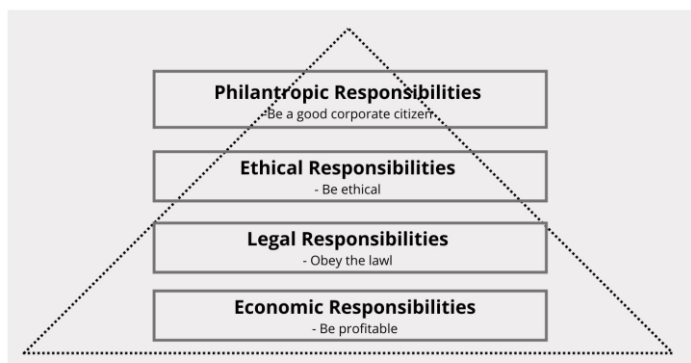 Philantropic Responsibilities
-Be a good corporate citizen
Ethical Responsibilities
- Be ethical
Legal Responsibilities
- Obey the lawl
Economic Responsibilities
- Be profitable